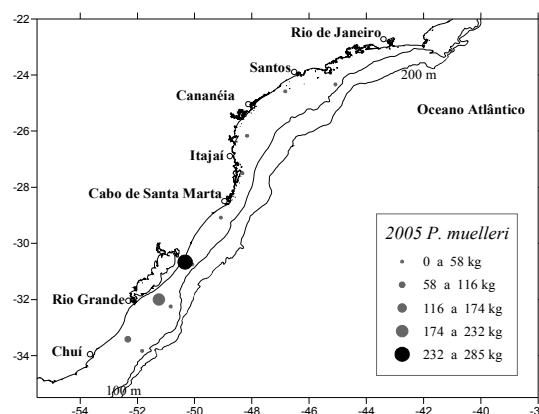 -22
Rio de Janeiro
Santos
-24
200 m
Cananéia
Oceano Atlântico
-26
Itajaí
-28
Cabo de Santa Marta
2005 P. muelleri
-30
0 a 58 kg
58 a 116 kg
116 a 174 kg
-32
Rio Grande
174 a 232 kg
232 a 285 kg
-34
Chuí
100 m
-54 -52 -50 -48 -46 -44 -42 -40 -38